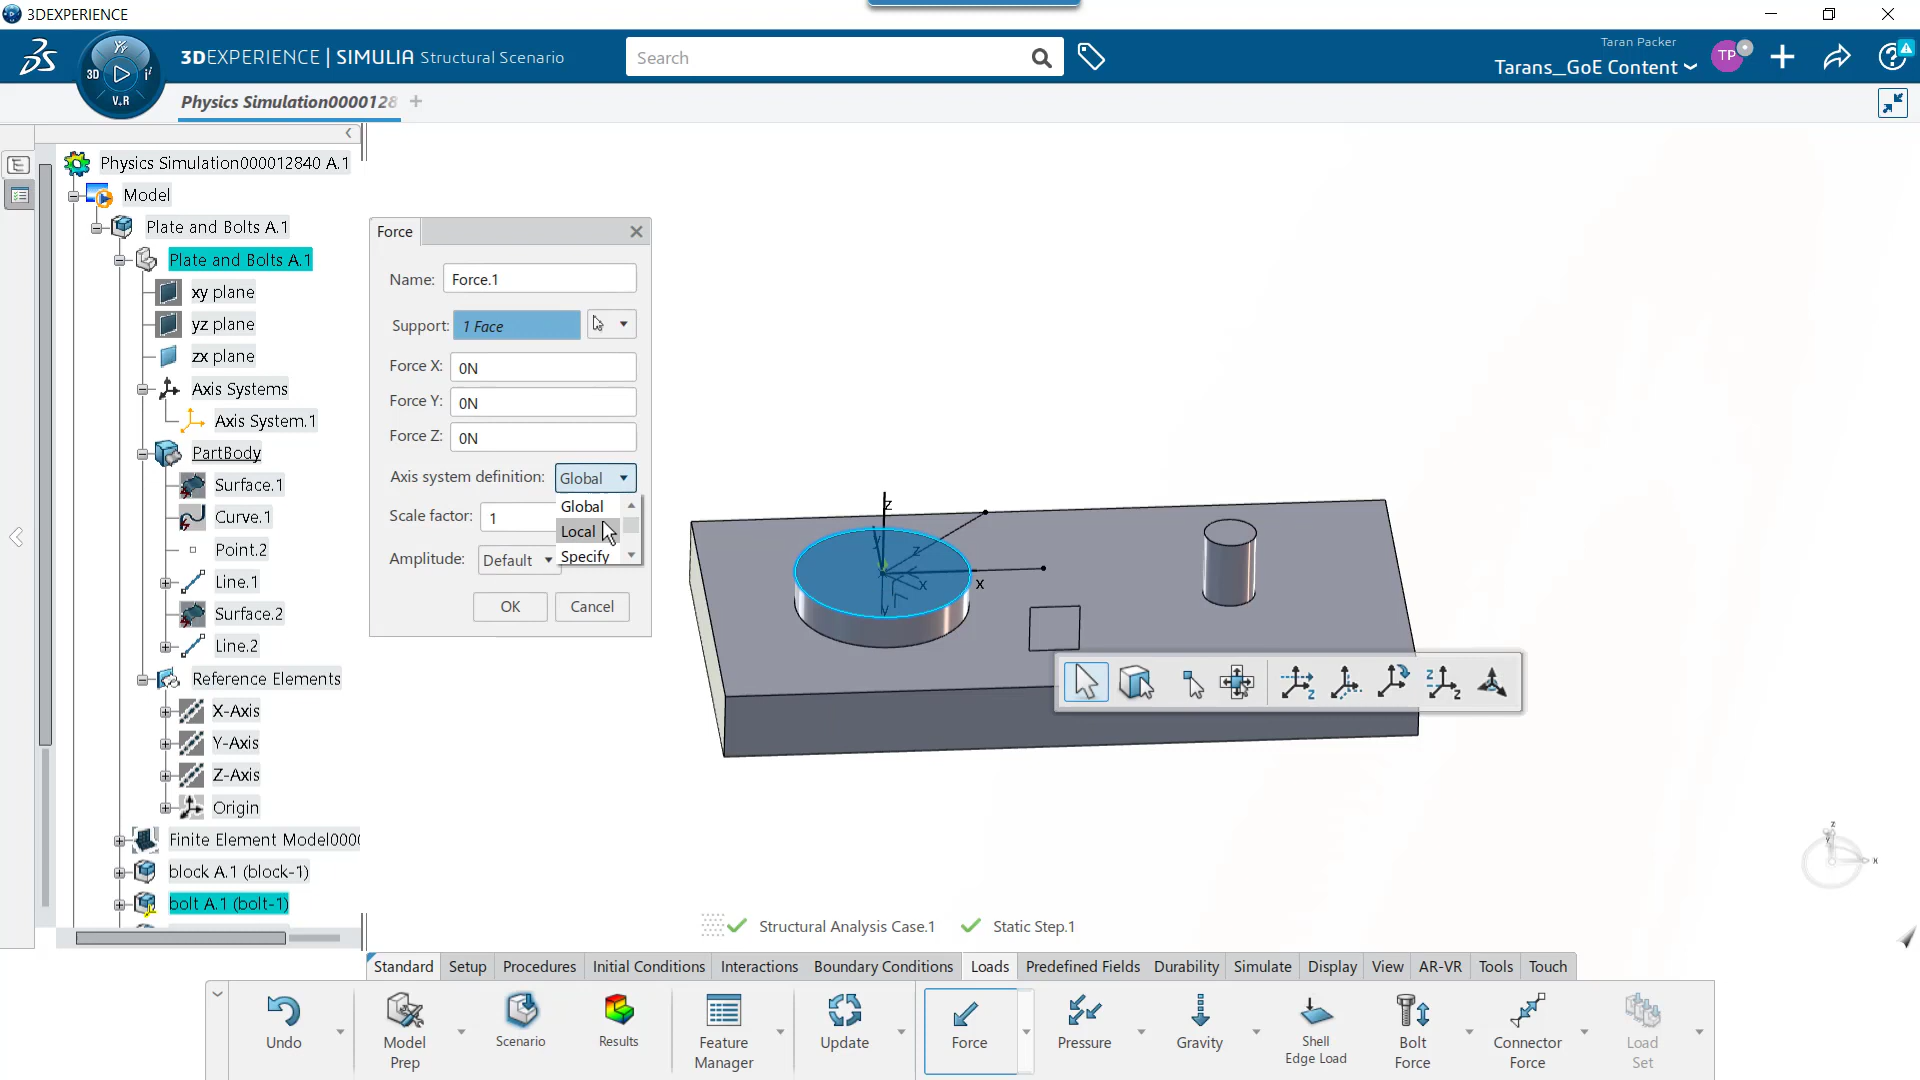 3DEXPERIENCE
3DEXPERIENCE | SIMULIA Structural Scenario
Search
Taran Packer
Tarans_GoE Content
TP
3D
V.R
Physics Simulation0000128
Physics Simulation000012840 A.1
Model
Plate and Bolts A.1
Plate and Bolts A.1
xy plane
yz plane
zx plane
Axis Systems
Axis System.1
PartBody
Surface.1
Curve.1
Point.2
Line.1
Surface.2
Line.2
Reference Elements
X-Axis
Y-Axis
Z-Axis
Origin
Finite Element Model000
block A.1 (block-1)
bolt A.1 (bolt-1)
Force
Name: Force.1
Support: 1 Face
Force X: 0N
Force Y: 0N
Force Z: 0N
Axis system definition: Global
Global
Local
Specify
Scale factor: 1
Amplitude: Default
OK Cancel
z
y
z
x
x
y
z
z z
z
x
Structural Analysis Case.1 Static Step.1
Standard Setup Procedures Initial Conditions Interactions Boundary Conditions Loads Predefined Fields Durability Simulate Display View AR-VR Tools Touch
Undo
Model Prep
Scenario
Results
Feature Manager
Update
Force
Pressure
Gravity
Shell Edge Load
Bolt Force
Connector Force
Load Set